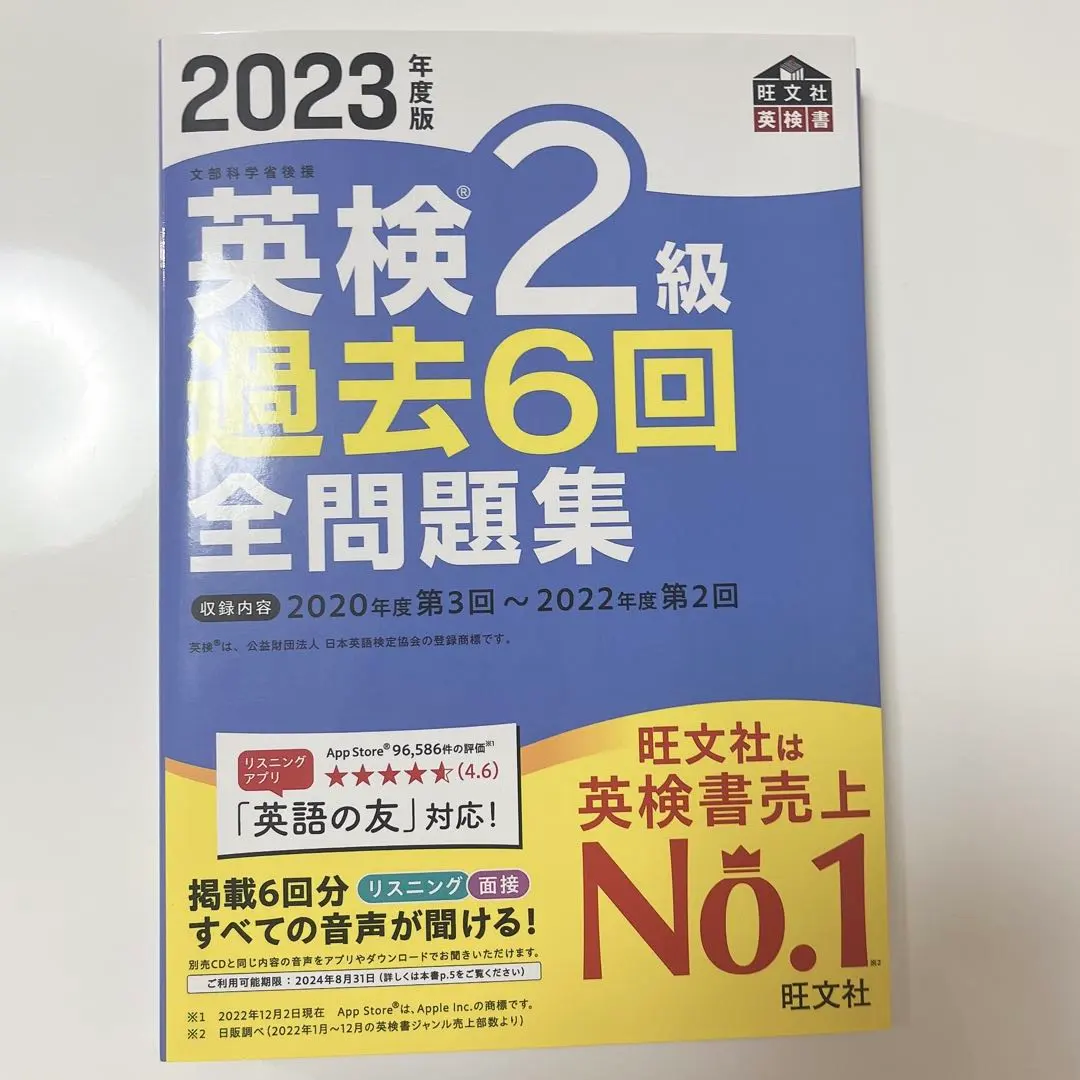 2023年度版
旺文社
英検書
文部科学省後援
英検®2級
過去6回
全問題集
収録内容 2020年度 第3回 ～ 2022年度 第2回
英検®は、公益財団法人 日本英語検定協会の登録商標です。
リスニング
アプリ
App Store® 96,586件の評価※1
★★★★★(4.6)
「英語の友」対応!
旺文社は
英検書売上
No.1※2
旺文社
掲載6回分 リスニング 面接
すべての音声が聞ける!
別売CDと同じ内容の音声をアプリやダウンロードでお聞きいただけます。
ご利用可能期限：2024年8月31日(詳しくは本書p.5をご覧ください)
※1 2022年12月2日現在 App Store®は、Apple Inc.の商標です。
※2 日販調べ(2022年1月～12月の英検書ジャンル売上部数より)